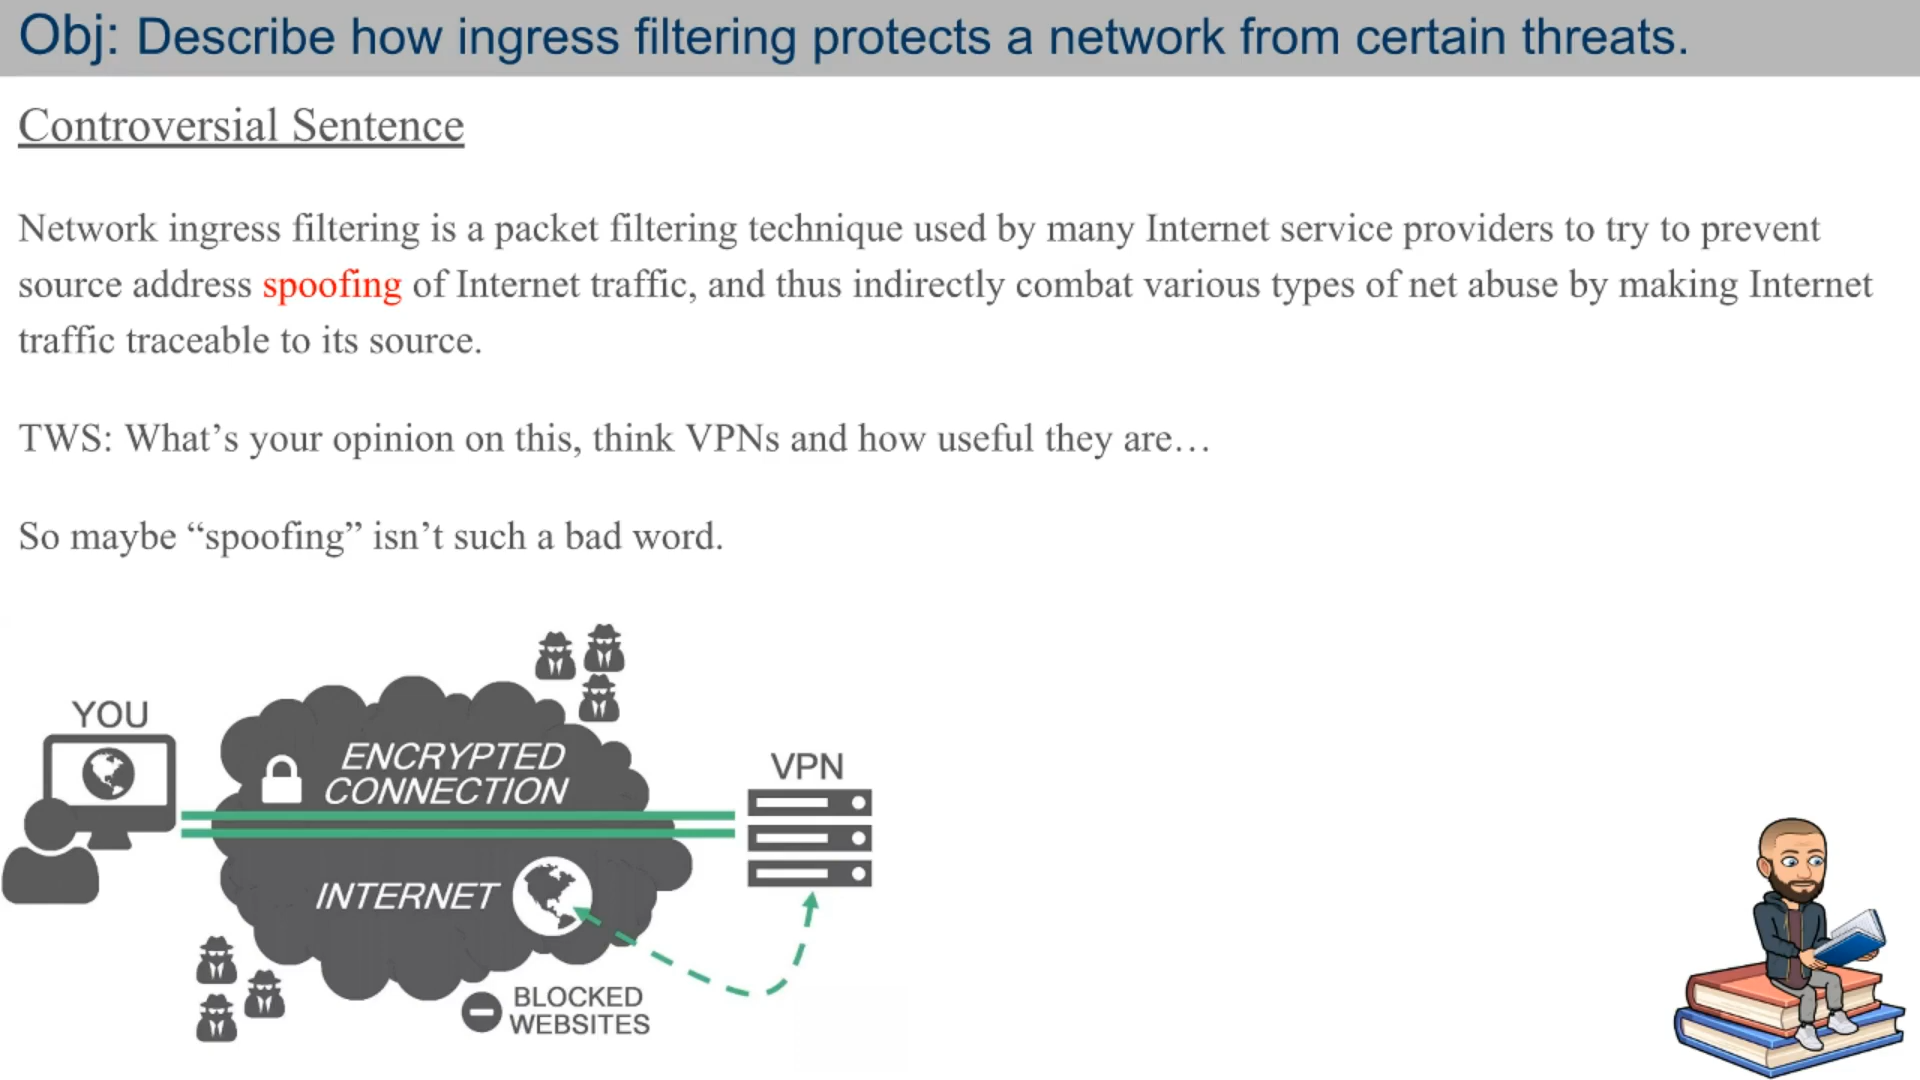 Obj: Describe how ingress filtering protects a network from certain threats.
Controversial Sentence
Network ingress filtering is a packet filtering technique used by many Internet service providers to try to prevent
source address spoofing of Internet traffic, and thus indirectly combat various types of net abuse by making Internet
traffic traceable to its source.
TWS: What’s your opinion on this, think VPNs and how useful they are…
So maybe “spoofing” isn’t such a bad word.
YOU
ENCRYPTED
CONNECTION
VPN
INTERNET
BLOCKED
WEBSITES